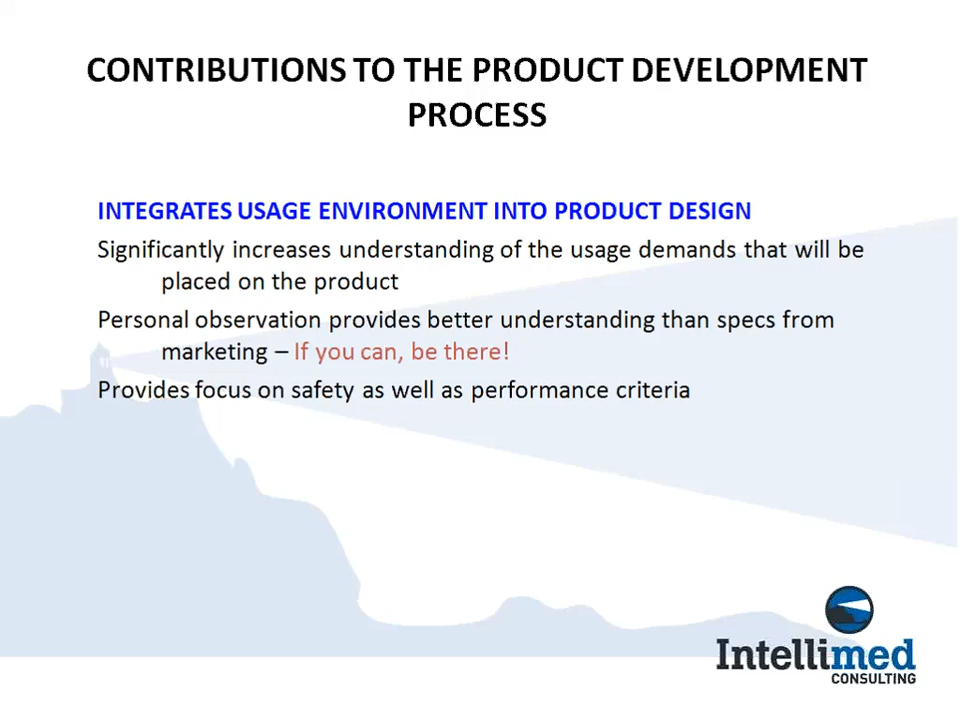 CONTRIBUTIONS TO THE PRODUCT DEVELOPMENT
PROCESS
INTEGRATES USAGE ENVIRONMENT INTO PRODUCT DESIGN
Significantly increases understanding of the usage demands that will be
placed on the product
Personal observation provides better understanding than specs from
marketing – If you can, be there!
Provides focus on safety as well as performance criteria
Intellimed
CONSULTING